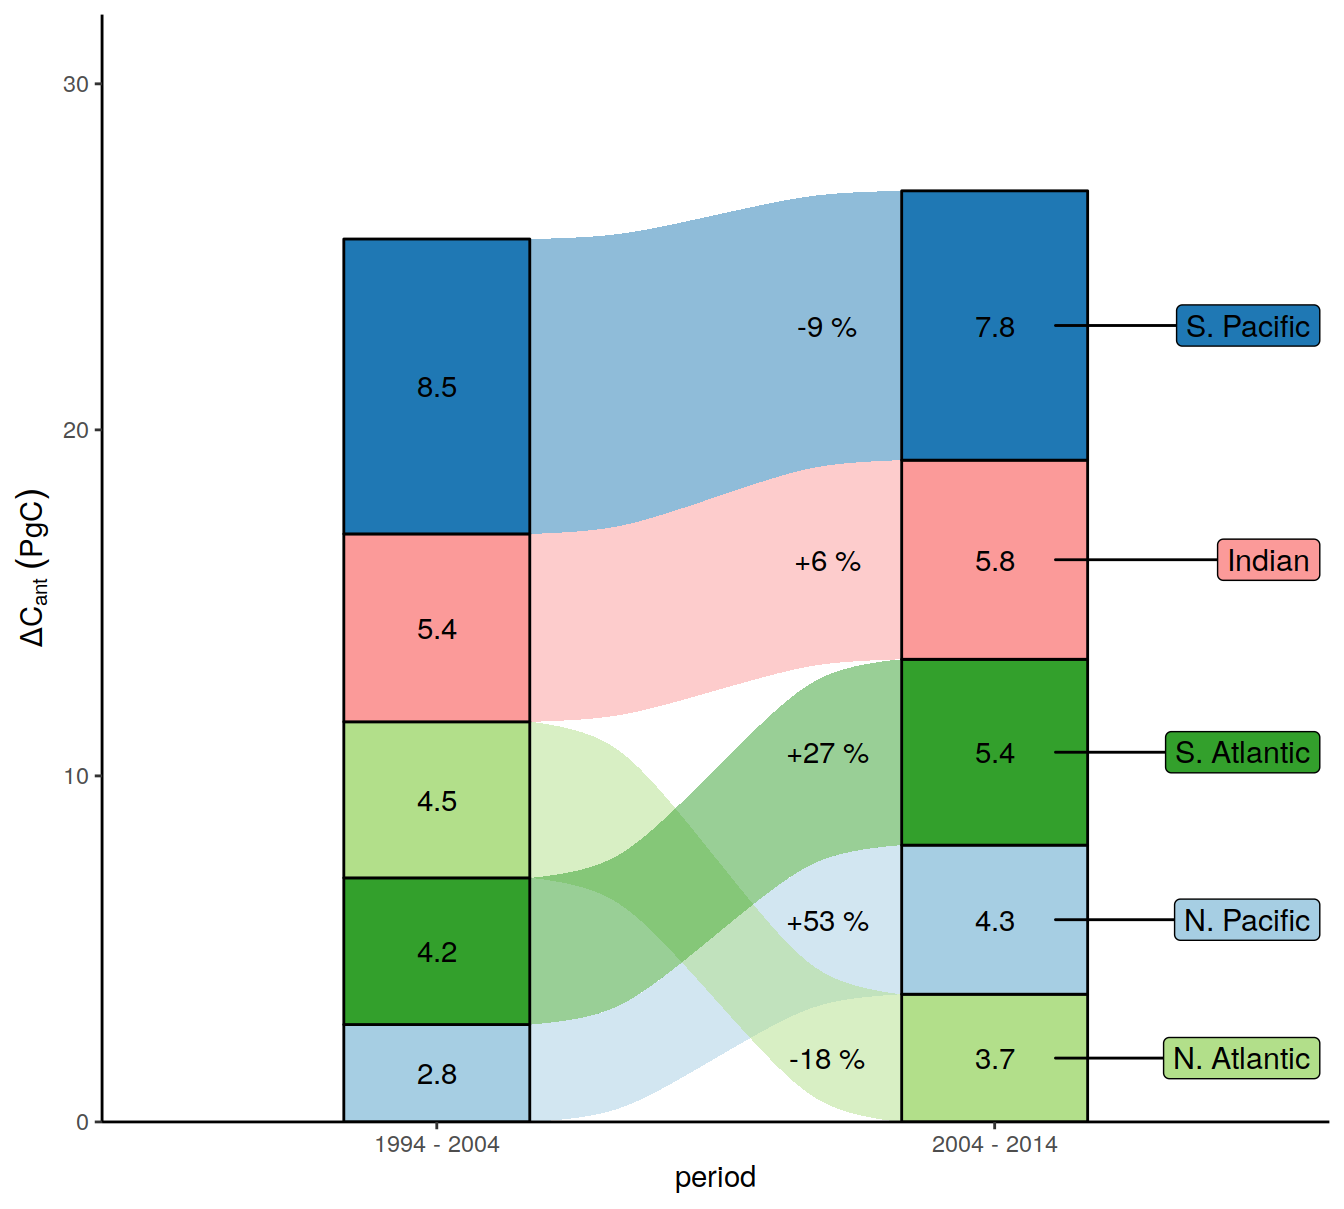 30
20
10
0
ΔCant (PgC)
8.5
5.4
4.5
4.2
2.8
-9 %
+6 %
+27 %
+53 %
-18 %
7.8
5.8
5.4
4.3
3.7
S. Pacific
Indian
S. Atlantic
N. Pacific
N. Atlantic
1994 - 2004
2004 - 2014
period